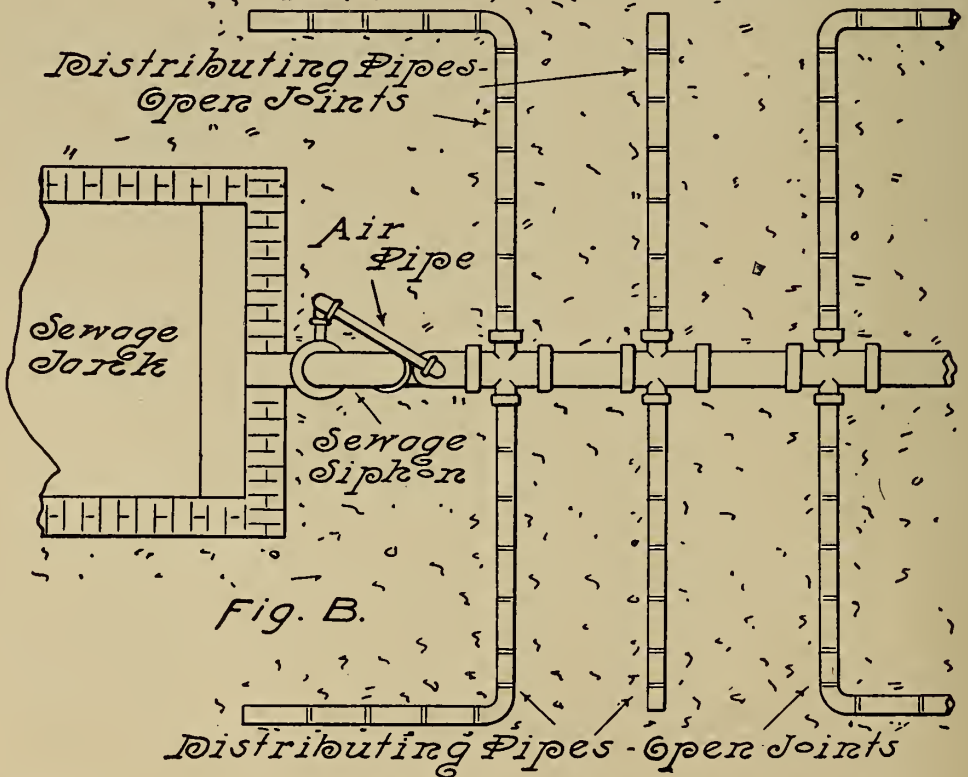 Distributing Pipes-
Open Joints
Air
Pipe
Sewage
Tank
Sewage
Siphon
Fig. B.
Distributing Pipes - Open Joints